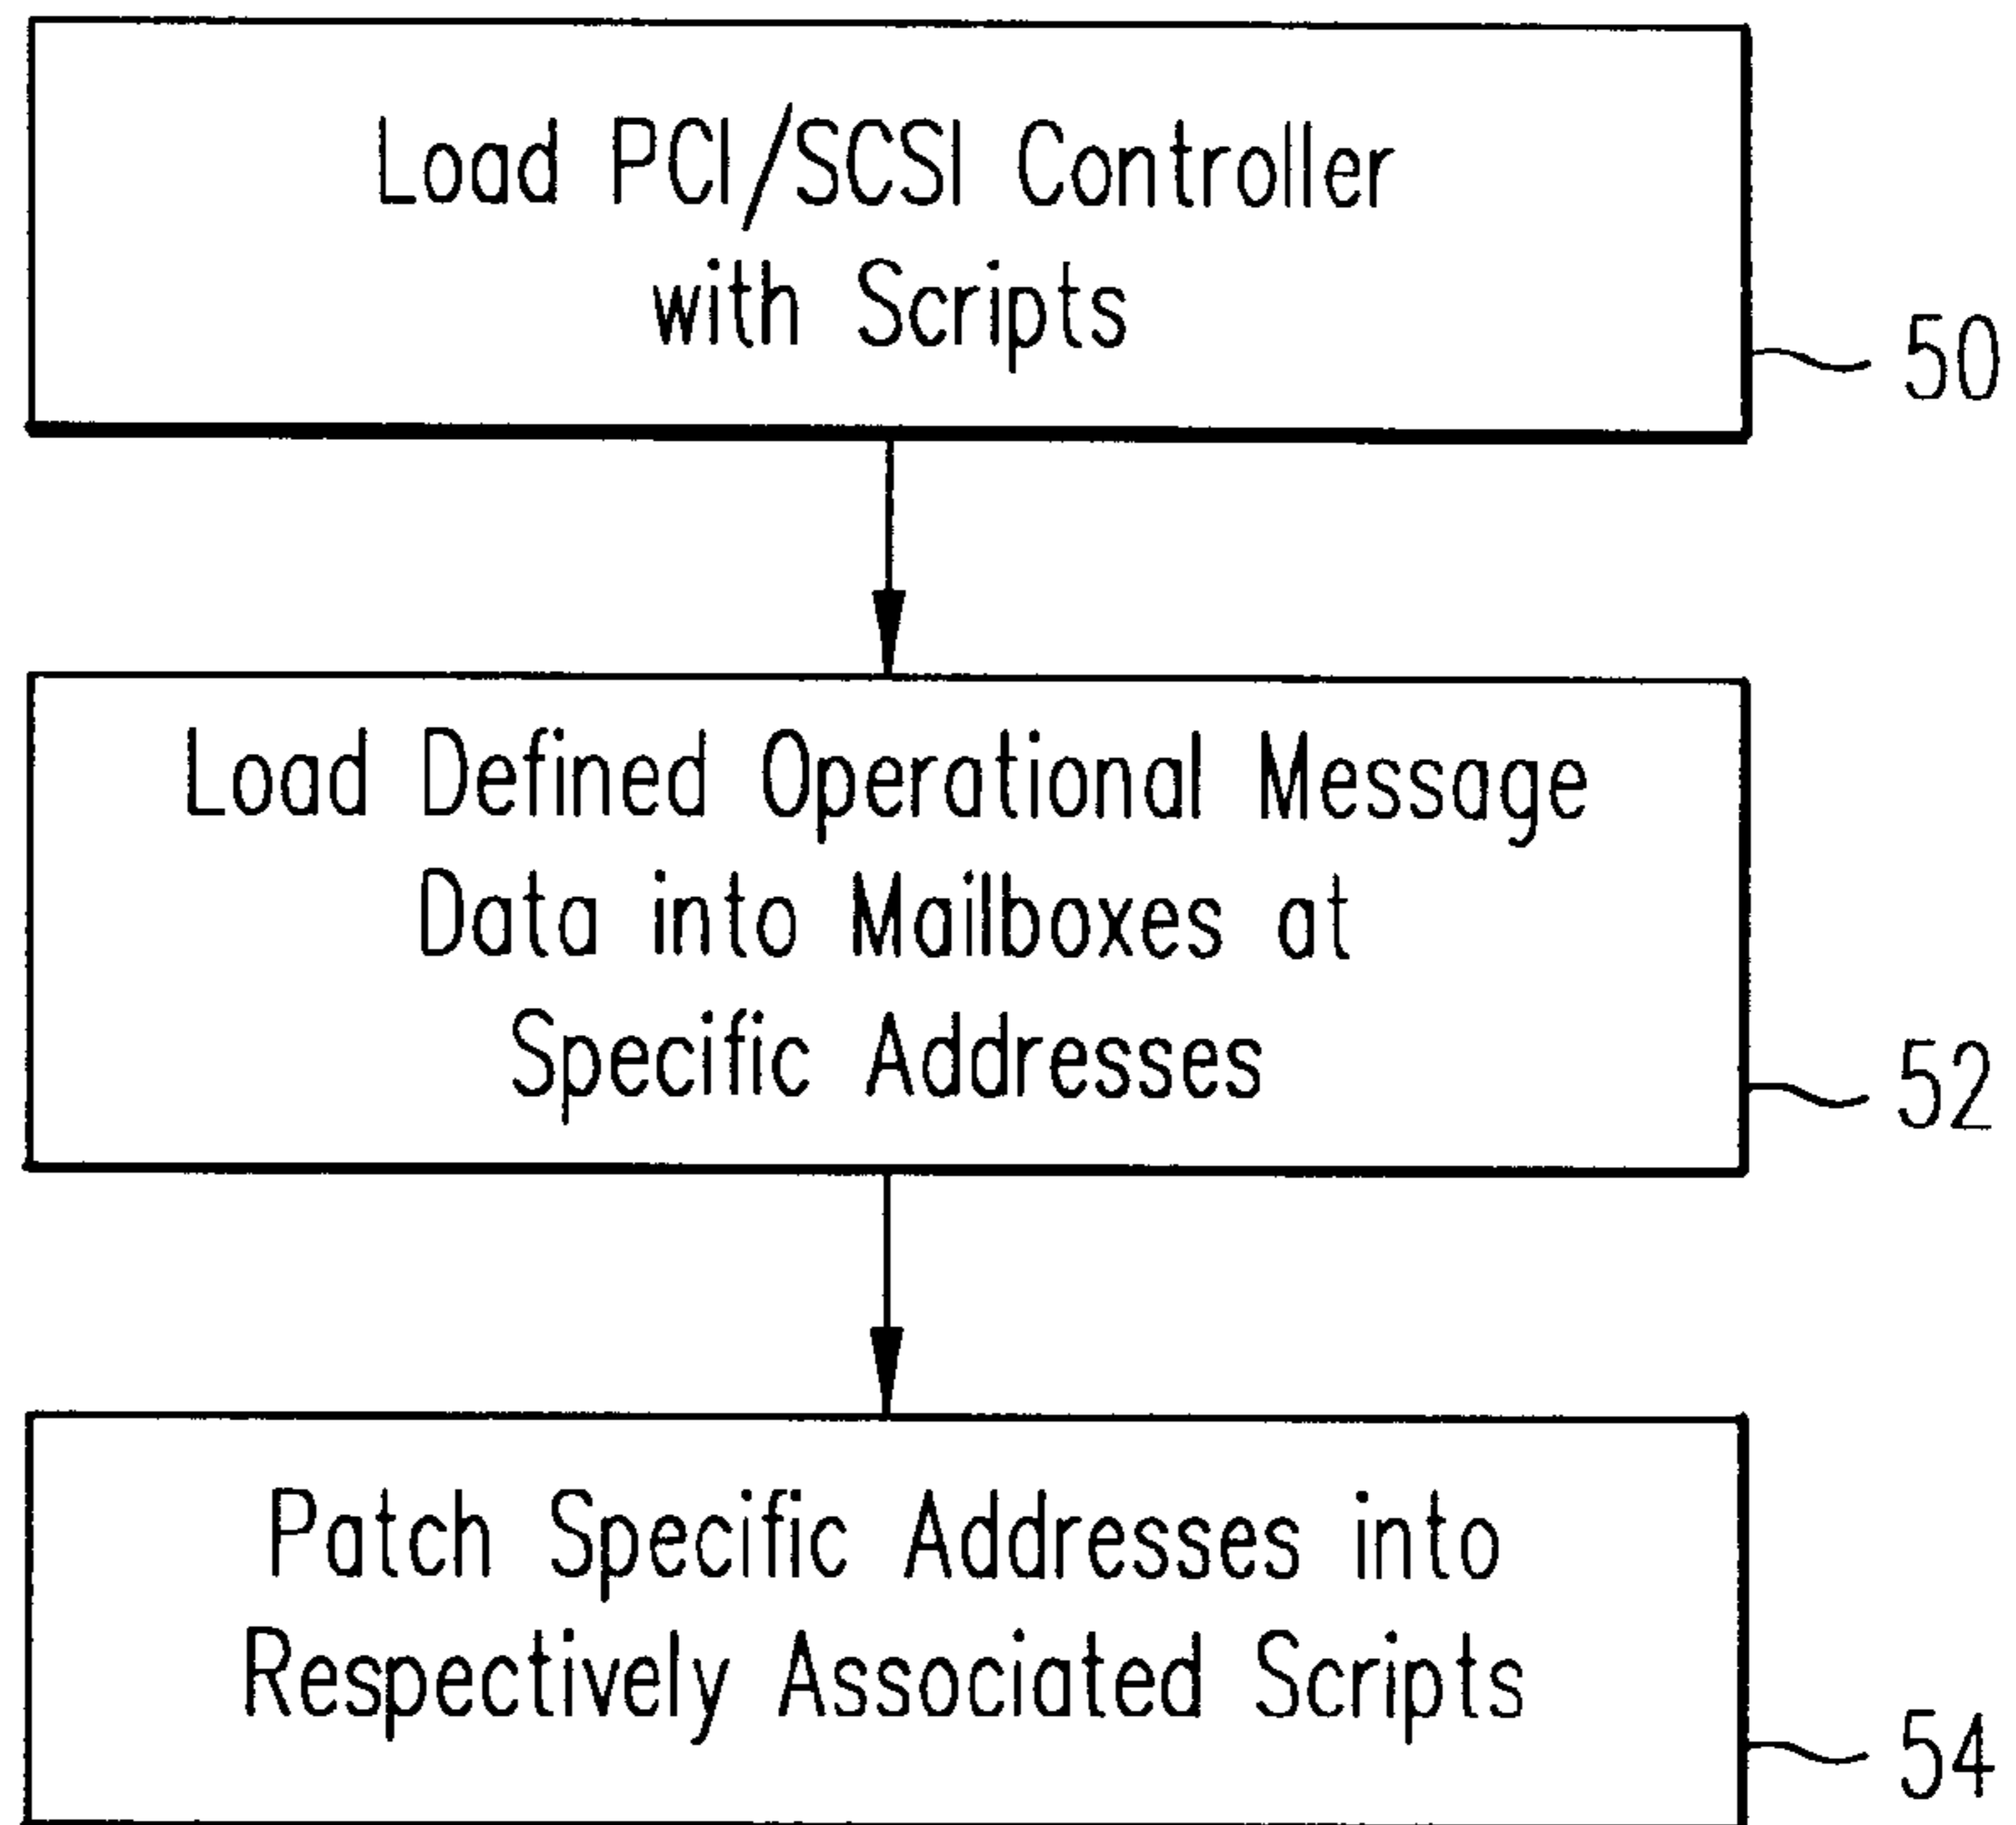 Load PCI/SCSI Controller
with Scripts
50
Load Defined Operational Message
Data into Mailboxes at
Specific Addresses
52
Patch Specific Addresses into
Respectively Associated Scripts
54